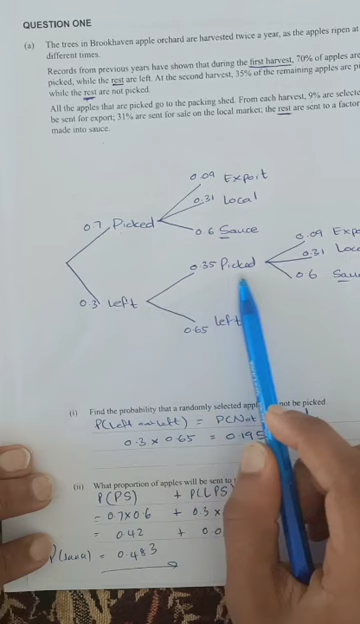 QUESTION ONE
(a) The trees in Brookhaven apple orchard are harvested twice a year, as the apples ripen at
different times.
Records from previous years have shown that during the first harvest, 70% of apples are
picked, while the rest are left. At the second harvest, 35% of the remaining apples are pi
while the rest are not picked.
All the apples that are picked go to the packing shed. From each harvest, 9% are selecte
be sent for export; 31% are sent for sale on the local market; the rest are sent to a factor
made into sauce.
0.09 Export
0.31 Local
0.7 Picked
0.6 Sauce
0.09 Expo
0.31 Loca
0.35 Picked
0.6 Sau
0.3 Left
0.65 left
(i) Find the probability that a randomly selected appl not be picked.
P(Left and left) = P(Not
0.3 x 0.65 = 0.195
(ii) What proportion of apples will be sent to
P(PS) + P(LPS)
= 0.7x0.6 + 0.3 x
= 0.42 + 0.0
P(sauce) = 0.483